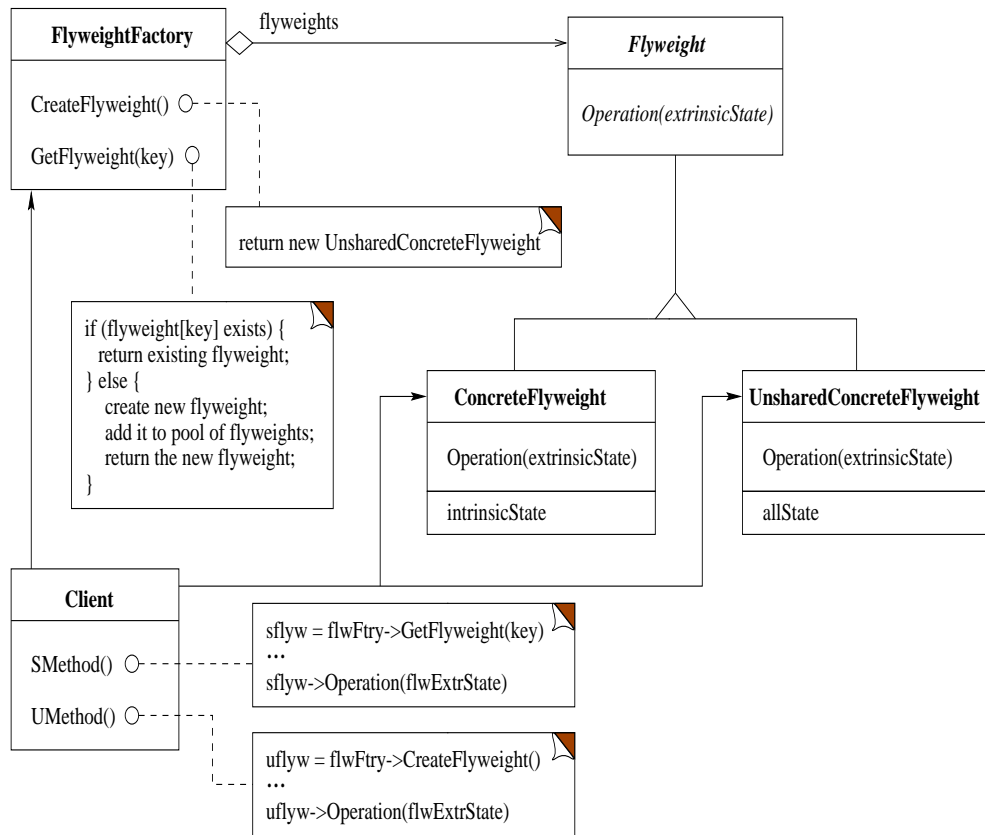 FlyweightFactory
CreateFlyweight()
GetFlyweight(key)
flyweights
Flyweight
Operation(extrinsicState)
return new UnsharedConcreteFlyweight
if (flyweight[key] exists) {
return existing flyweight;
} else {
create new flyweight;
add it to pool of flyweights;
return the new flyweight;
}
ConcreteFlyweight
Operation(extrinsicState)
intrinsicState
UnsharedConcreteFlyweight
Operation(extrinsicState)
allState
Client
SMethod()
UMethod()
sflyw = flwFtry->GetFlyweight(key)
...
sflyw->Operation(flwExtrState)
uflyw = flwFtry->CreateFlyweight()
...
uflyw->Operation(flwExtrState)